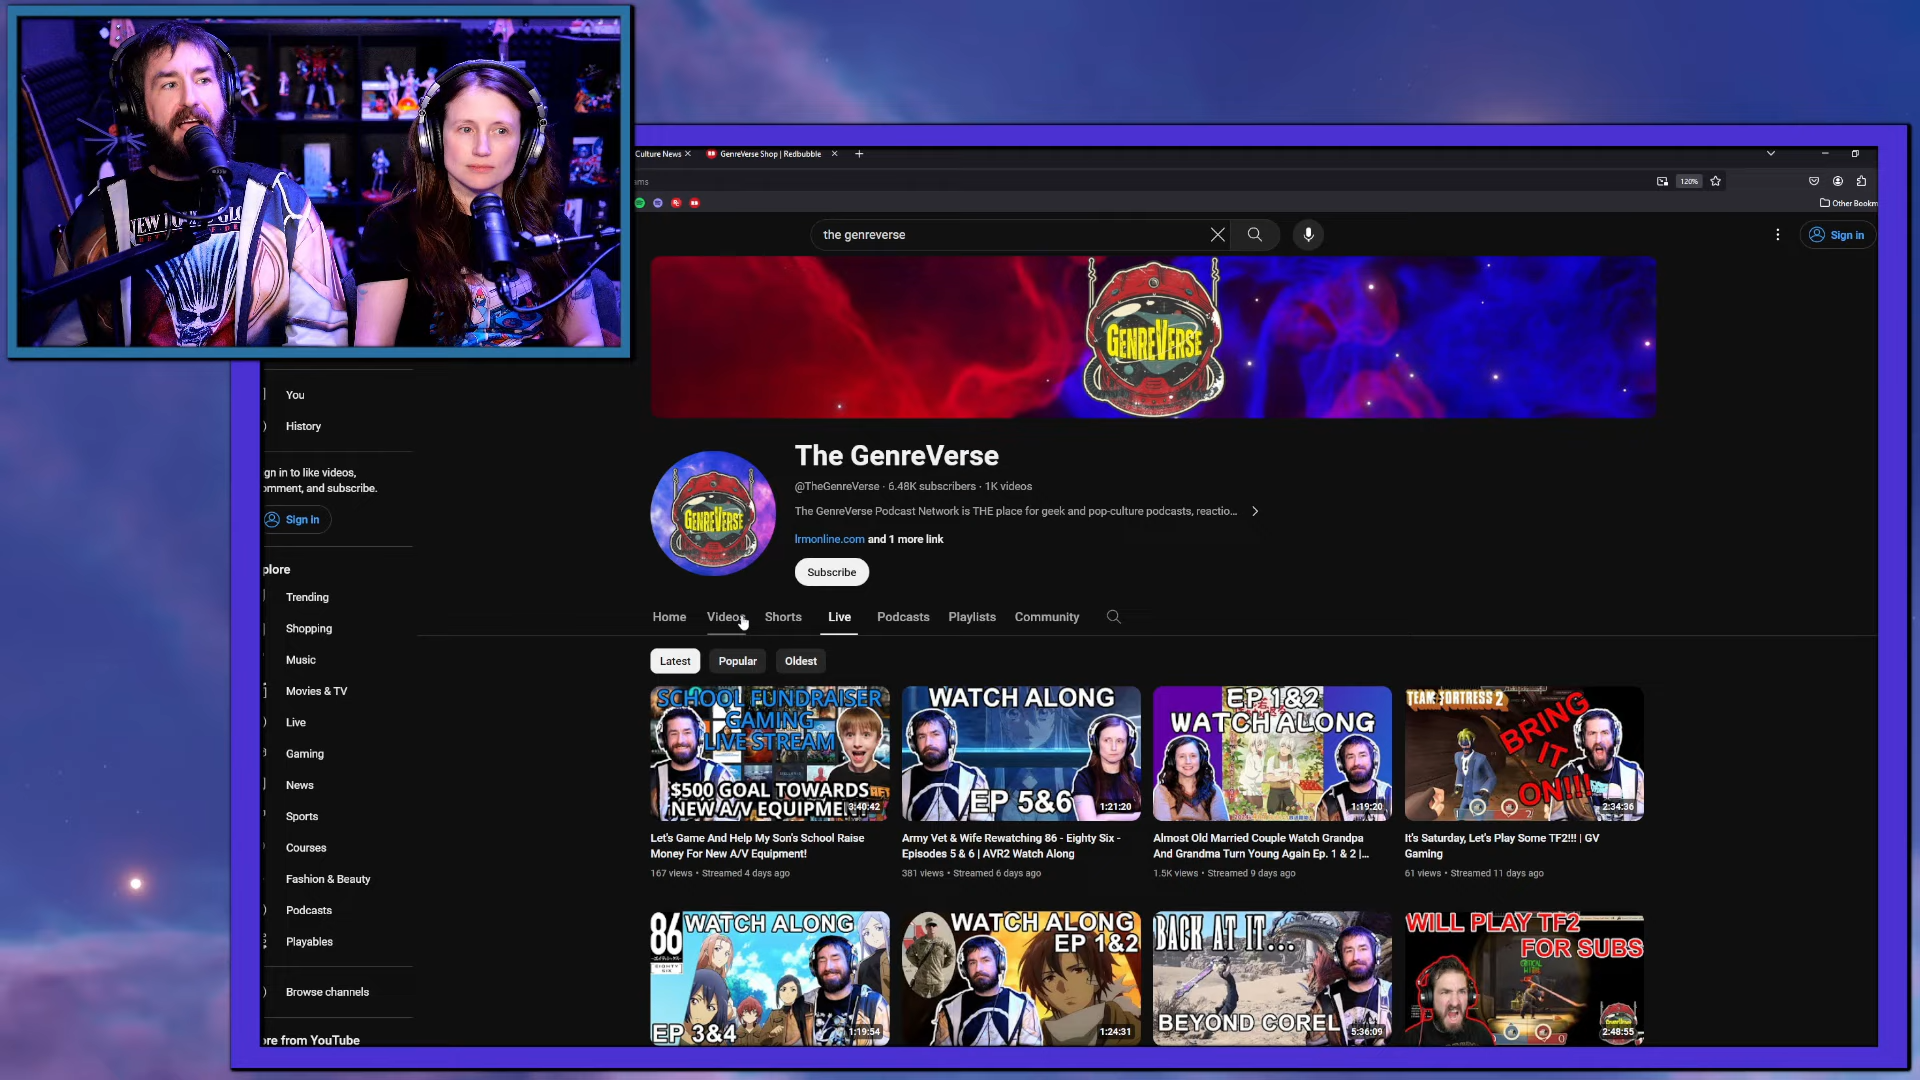 Culture News
GenreVerse Shop | Redbubble
ams
120%
Other Bookm
the genreverse
Sign in
GENREVERSE
You
History
gn in to like videos,
omment, and subscribe.
Sign in
plore
Trending
Shopping
Music
Movies & TV
Live
Gaming
News
Sports
Courses
Fashion & Beauty
Podcasts
Playables
Browse channels
ore from YouTube
GENREVERSE
The GenreVerse
@TheGenreVerse · 6.48K subscribers · 1K videos
The GenreVerse Podcast Network is THE place for geek and pop-culture podcasts, reactio...
lrmonline.com and 1 more link
Subscribe
Home Videos Shorts Live Podcasts Playlists Community
Latest Popular Oldest
SCHOOL FUNDRAISER
GAMING
LIVE STREAM
$500 GOAL TOWARDS
NEW A/V EQUIPME
3:40:42
Let's Game And Help My Son's School Raise
Money For New A/V Equipment!
167 views • Streamed 4 days ago
WATCH ALONG
EP 5&6
1:21:20
Army Vet & Wife Rewatching 86 - Eighty Six -
Episodes 5 & 6 | AVR2 Watch Along
381 views • Streamed 6 days ago
EP 1&2
WATCH ALONG
1:19:20
Almost Old Married Couple Watch Grandpa
And Grandma Turn Young Again Ep. 1 & 2 |...
1.5K views • Streamed 9 days ago
TEAM FORTRESS 2
BRING
IT
ON!!!
2:34:36
It's Saturday, Let's Play Some TF2!!! | GV
Gaming
61 views • Streamed 11 days ago
86
EIGHTY SIX
WATCH ALONG
EP 3&4
1:19:54
WATCH ALONG
EP 1&2
1:24:31
BACK AT IT...
BEYOND COREL
5:36:09
WILL PLAY TF2
FOR SUBS
2:48:55